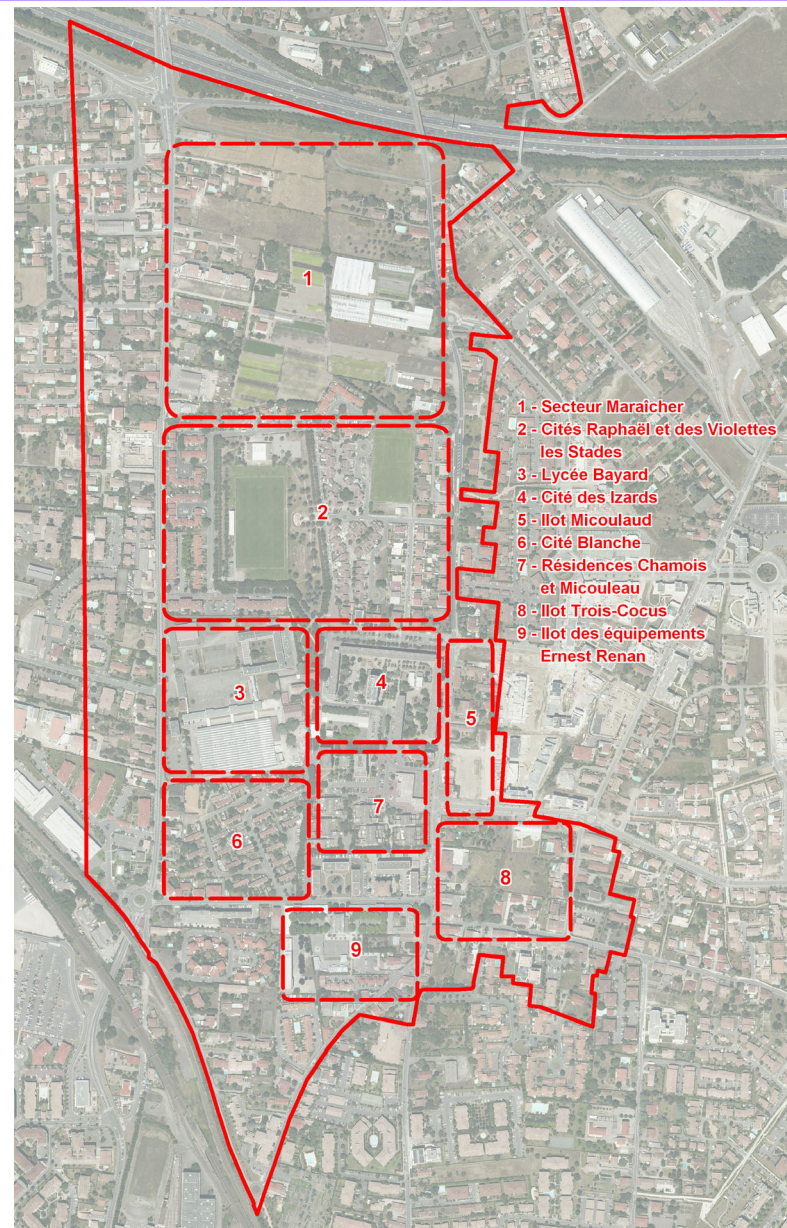 1
2
3
4
5
6
7
8
9
1 - Secteur Maraîcher
2 - Cités Raphaël et des Violettes
les Stades
3 - Lycée Bayard
4 - Cité des Izards
5 - Ilot Micoulaud
6 - Cité Blanche
7 - Résidences Chamois
et Micouleau
8 - Ilot Trois-Cocus
9 - Ilot des équipements
Ernest Renan